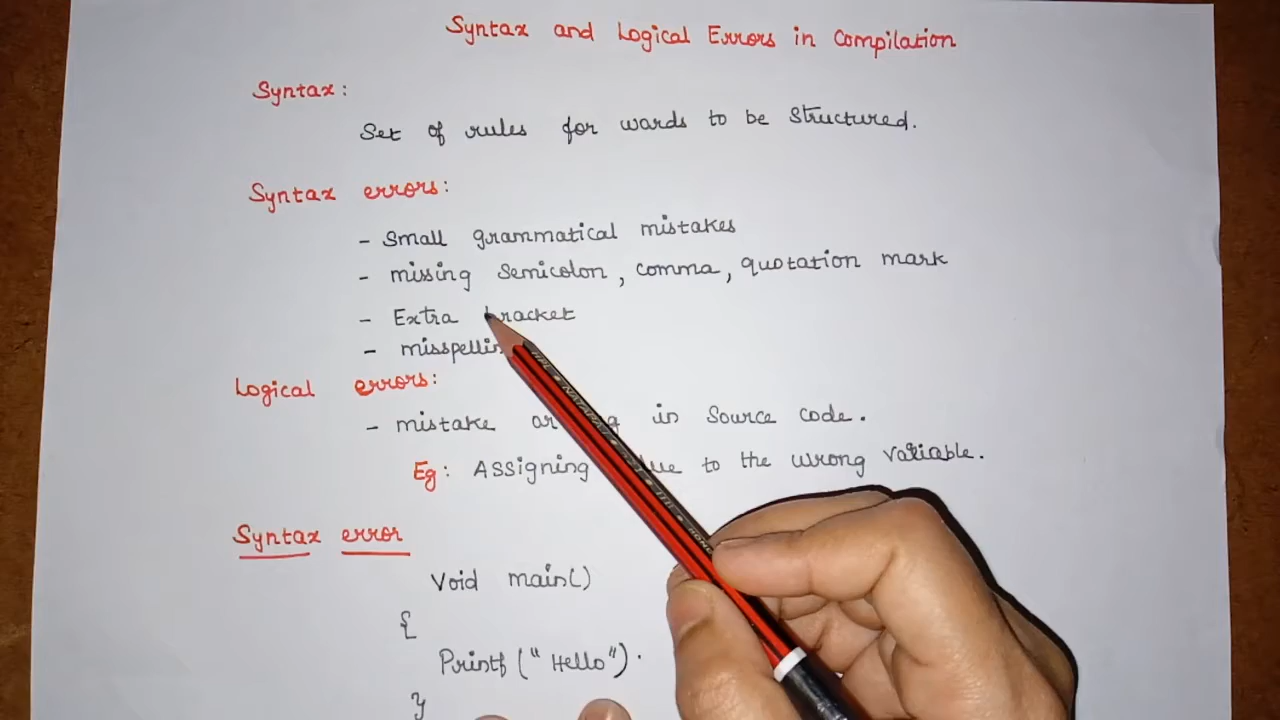 Syntax and Logical Errors in Compilation
Syntax:
Set of rules for wards to be Structured.
Syntax errors:
- Small grammatical mistakes
- missing Semicolon, comma, quotation mark
- Extra bracket
- misspellin
Logical errors:
- mistake in Source code.
Eg: Assigning to the wrong variable.
Syntax error
Void main()
{
Printf ("Hello").
}